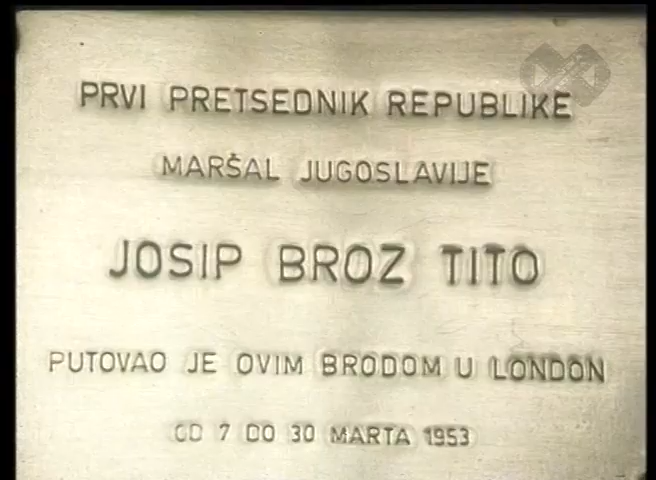 PRVI PRETSEDNIK REPUBLIKE
MARŠAL JUGOSLAVIJE
JOSIP BROZ TITO
PUTOVAO JE OVIM BRODOM U LONDON
OD 7 DO 30 MARTA 1953